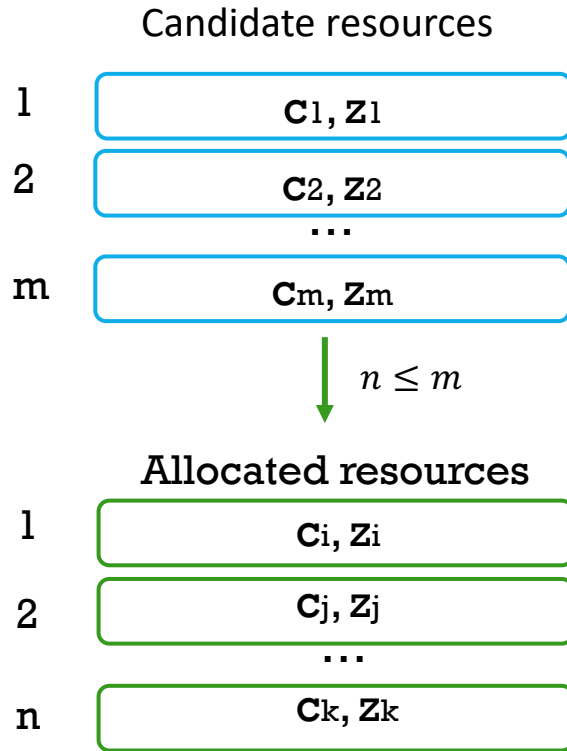 Candidate resources
1 C1, Z1
2 C2, Z2
...
m Cm, Zm
n ≤ m
Allocated resources
1 Ci, Zi
2 Cj, Zj
...
n Ck, Zk